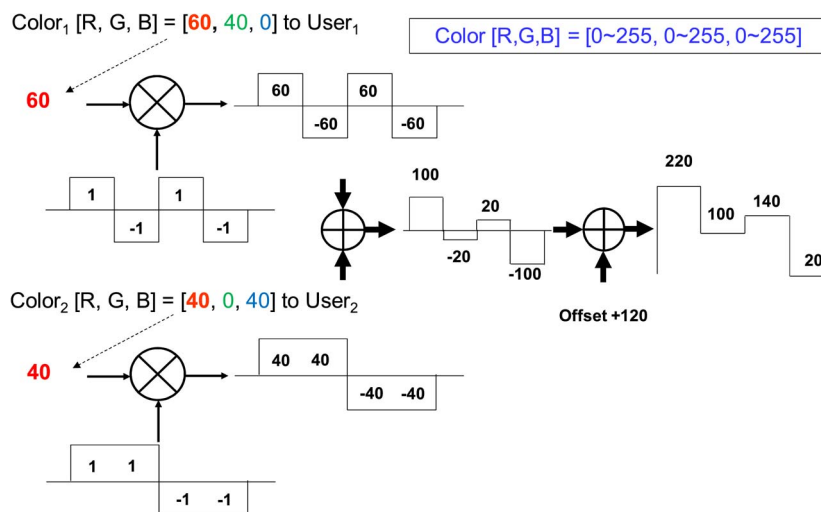 Color₁ [R, G, B] = [60, 40, 0] to User₁
Color [R,G,B] = [0~255, 0~255, 0~255]
60
60 -60 60 -60
1 -1 1 -1
100 -20 20 -100
220 100 140 20
Offset +120
Color₂ [R, G, B] = [40, 0, 40] to User₂
40
40 40 -40 -40
1 1 -1 -1